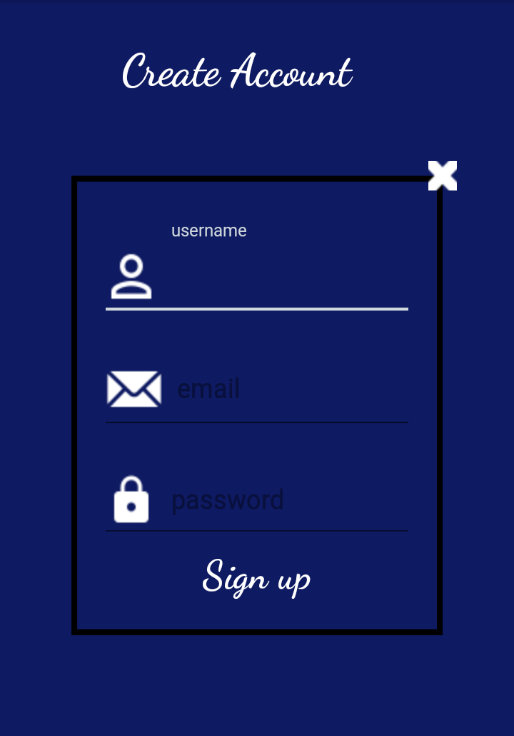 Create Account
username
email
password
Sign up